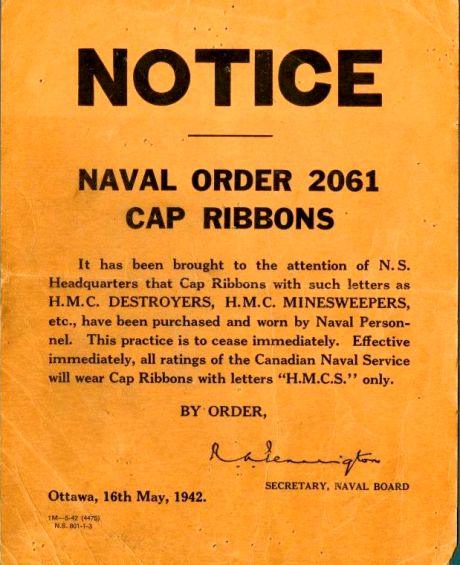 NOTICE
NAVAL ORDER 2061
CAP RIBBONS
It has been brought to the attention of N. S.
Headquarters that Cap Ribbons with such letters as
H.M.C. DESTROYERS, H.M.C. MINESWEEPERS,
etc., have been purchased and worn by Naval Person-
nel. This practice is to cease immediately. Effective
immediately, all ratings of the Canadian Naval Service
will wear Cap Ribbons with letters "H.M.C.S." only.
BY ORDER,
SECRETARY, NAVAL BOARD
Ottawa, 16th May, 1942.
1M—5-42 (4475)
N.S. 801-1-3